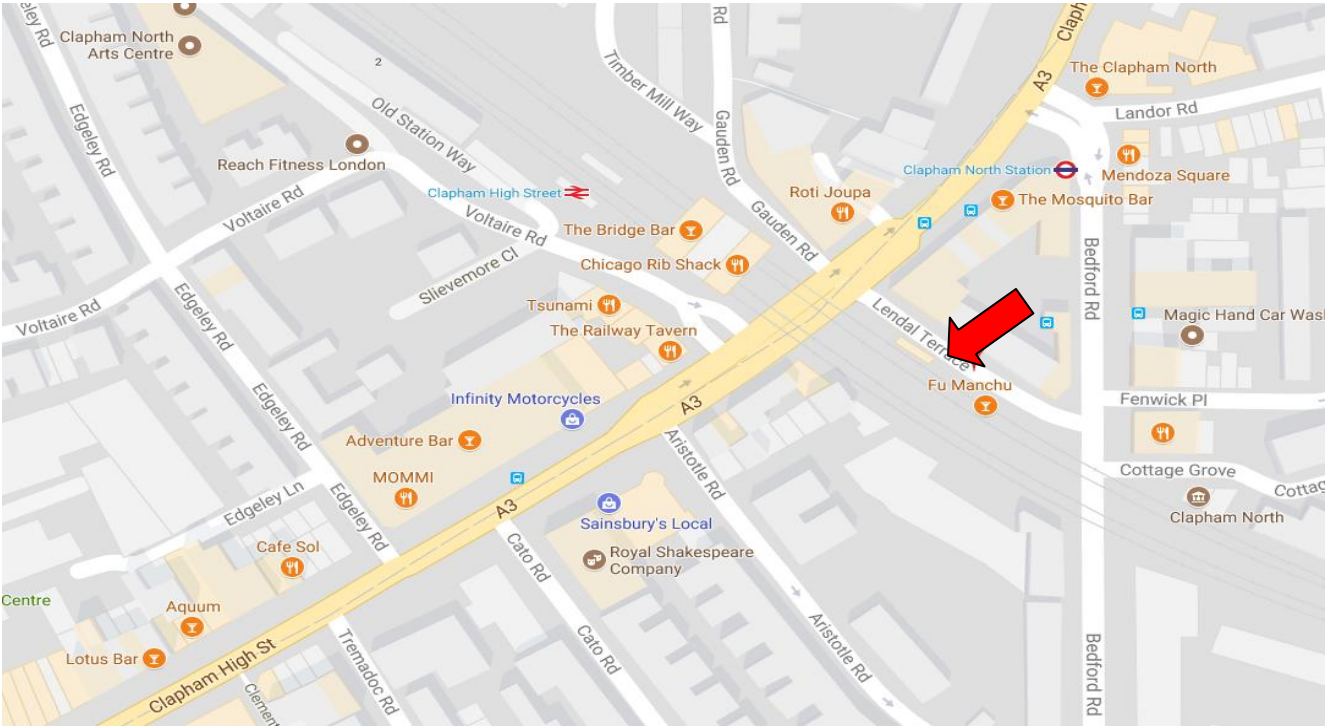 eley Rd
Clapham North
Arts Centre
2
Edgeley Rd
Old Station Way
Reach Fitness London
Voltaire Rd
Clapham High Street
Voltaire Rd
Slievemore Cl
Voltaire Rd
Edgeley Rd
Timber Mill Way
Rd
Gauden Rd
Gauden Rd
Roti Joupa
Clapham North Station
The Mosquito Bar
Clap
A3
The Clapham North
Landor Rd
Mendoza Square
The Bridge Bar
Chicago Rib Shack
Tsunami
The Railway Tavern
Lendal Terrace
Fu Manchu
Bedford Rd
Magic Hand Car Was
Fenwick Pl
Cottage Grove
Cottag
Clapham North
Infinity Motorcycles
Edgeley Rd
Adventure Bar
MOMMI
A3
Aristotle Rd
Edgeley Ln
Edgeley Rd
A3
Sainsbury's Local
Royal Shakespeare
Company
Cato Rd
Cafe Sol
Centre
Aquum
Lotus Bar
Clapham High St
Clemen
Tremadoc Rd
Cato Rd
Aristotle Rd
Bedford Rd